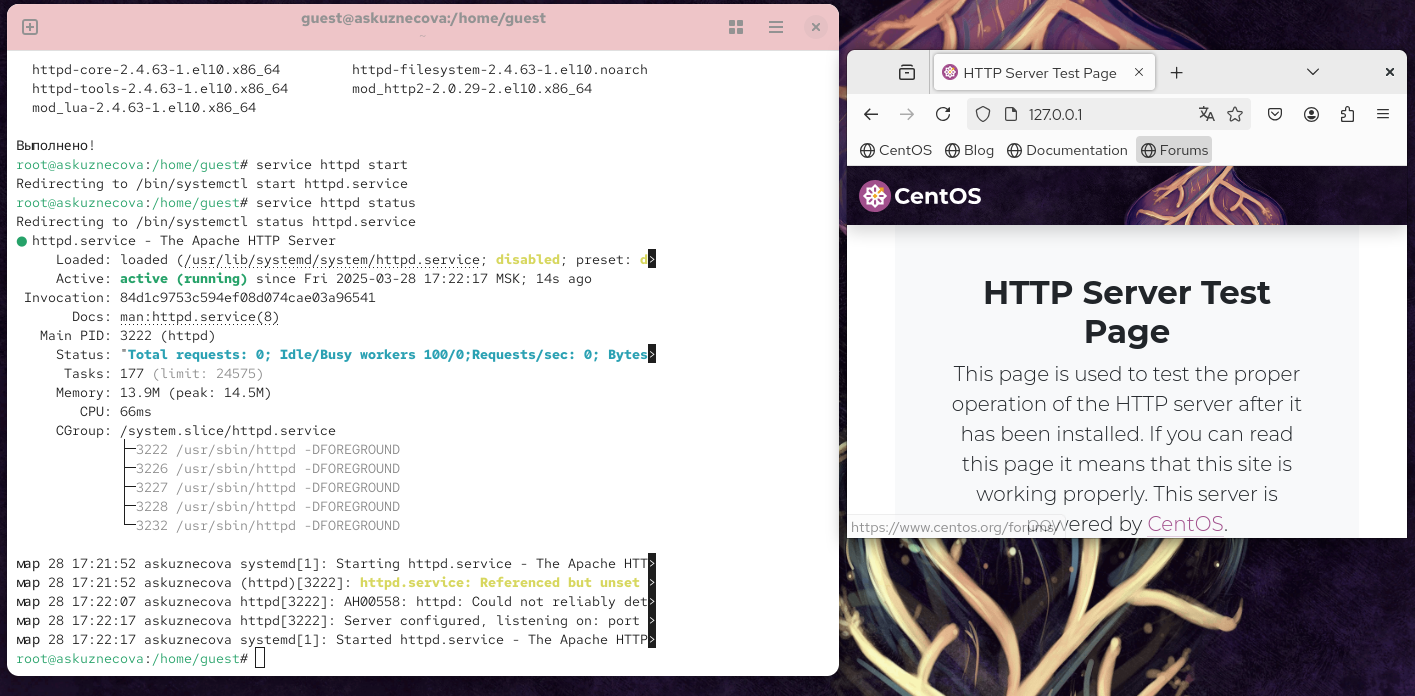 guest@askuznecova:/home/guest
httpd-core-2.4.63-1.el10.x86_64 httpd-filesystem-2.4.63-1.el10.noarch
httpd-tools-2.4.63-1.el10.x86_64 mod_http2-2.0.29-2.el10.x86_64
mod_lua-2.4.63-1.el10.x86_64
Выполнено!
root@askuznecova:/home/guest# service httpd start
Redirecting to /bin/systemctl start httpd.service
root@askuznecova:/home/guest# service httpd status
Redirecting to /bin/systemctl status httpd.service
● httpd.service - The Apache HTTP Server
Loaded: loaded (/usr/lib/systemd/system/httpd.service; disabled; preset: d>
Active: active (running) since Fri 2025-03-28 17:22:17 MSK; 14s ago
Invocation: 84d1c9753c594ef08d074cae03a96541
Docs: man:httpd.service(8)
Main PID: 3222 (httpd)
Status: "Total requests: 0; Idle/Busy workers 100/0;Requests/sec: 0; Bytes>
Tasks: 177 (limit: 24575)
Memory: 13.9M (peak: 14.5M)
CPU: 66ms
CGroup: /system.slice/httpd.service
├─3222 /usr/sbin/httpd -DFOREGROUND
├─3226 /usr/sbin/httpd -DFOREGROUND
├─3227 /usr/sbin/httpd -DFOREGROUND
├─3228 /usr/sbin/httpd -DFOREGROUND
└─3232 /usr/sbin/httpd -DFOREGROUND
мар 28 17:21:52 askuznecova systemd[1]: Starting httpd.service - The Apache HTT>
мар 28 17:21:52 askuznecova (httpd)[3222]: httpd.service: Referenced but unset >
мар 28 17:22:07 askuznecova httpd[3222]: AH00558: httpd: Could not reliably det>
мар 28 17:22:17 askuznecova httpd[3222]: Server configured, listening on: port >
мар 28 17:22:17 askuznecova systemd[1]: Started httpd.service - The Apache HTTP>
root@askuznecova:/home/guest#
HTTP Server Test Page
127.0.0.1
CentOS Blog Documentation Forums
CentOS
HTTP Server Test
Page
This page is used to test the proper
operation of the HTTP server after it
has been installed. If you can read
this page it means that this site is
working properly. This server is
powered by CentOS.
https://www.centos.org/forums/